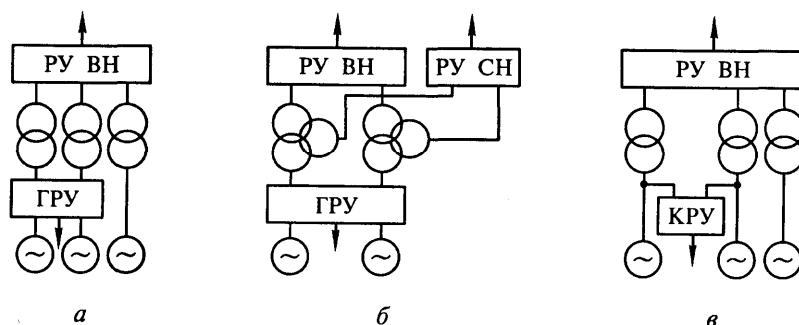 РУ ВН
РУ ВН
РУ СН
РУ ВН
ГРУ
ГРУ
КРУ
~ ~ ~
~ ~
~ ~ ~
а
б
в